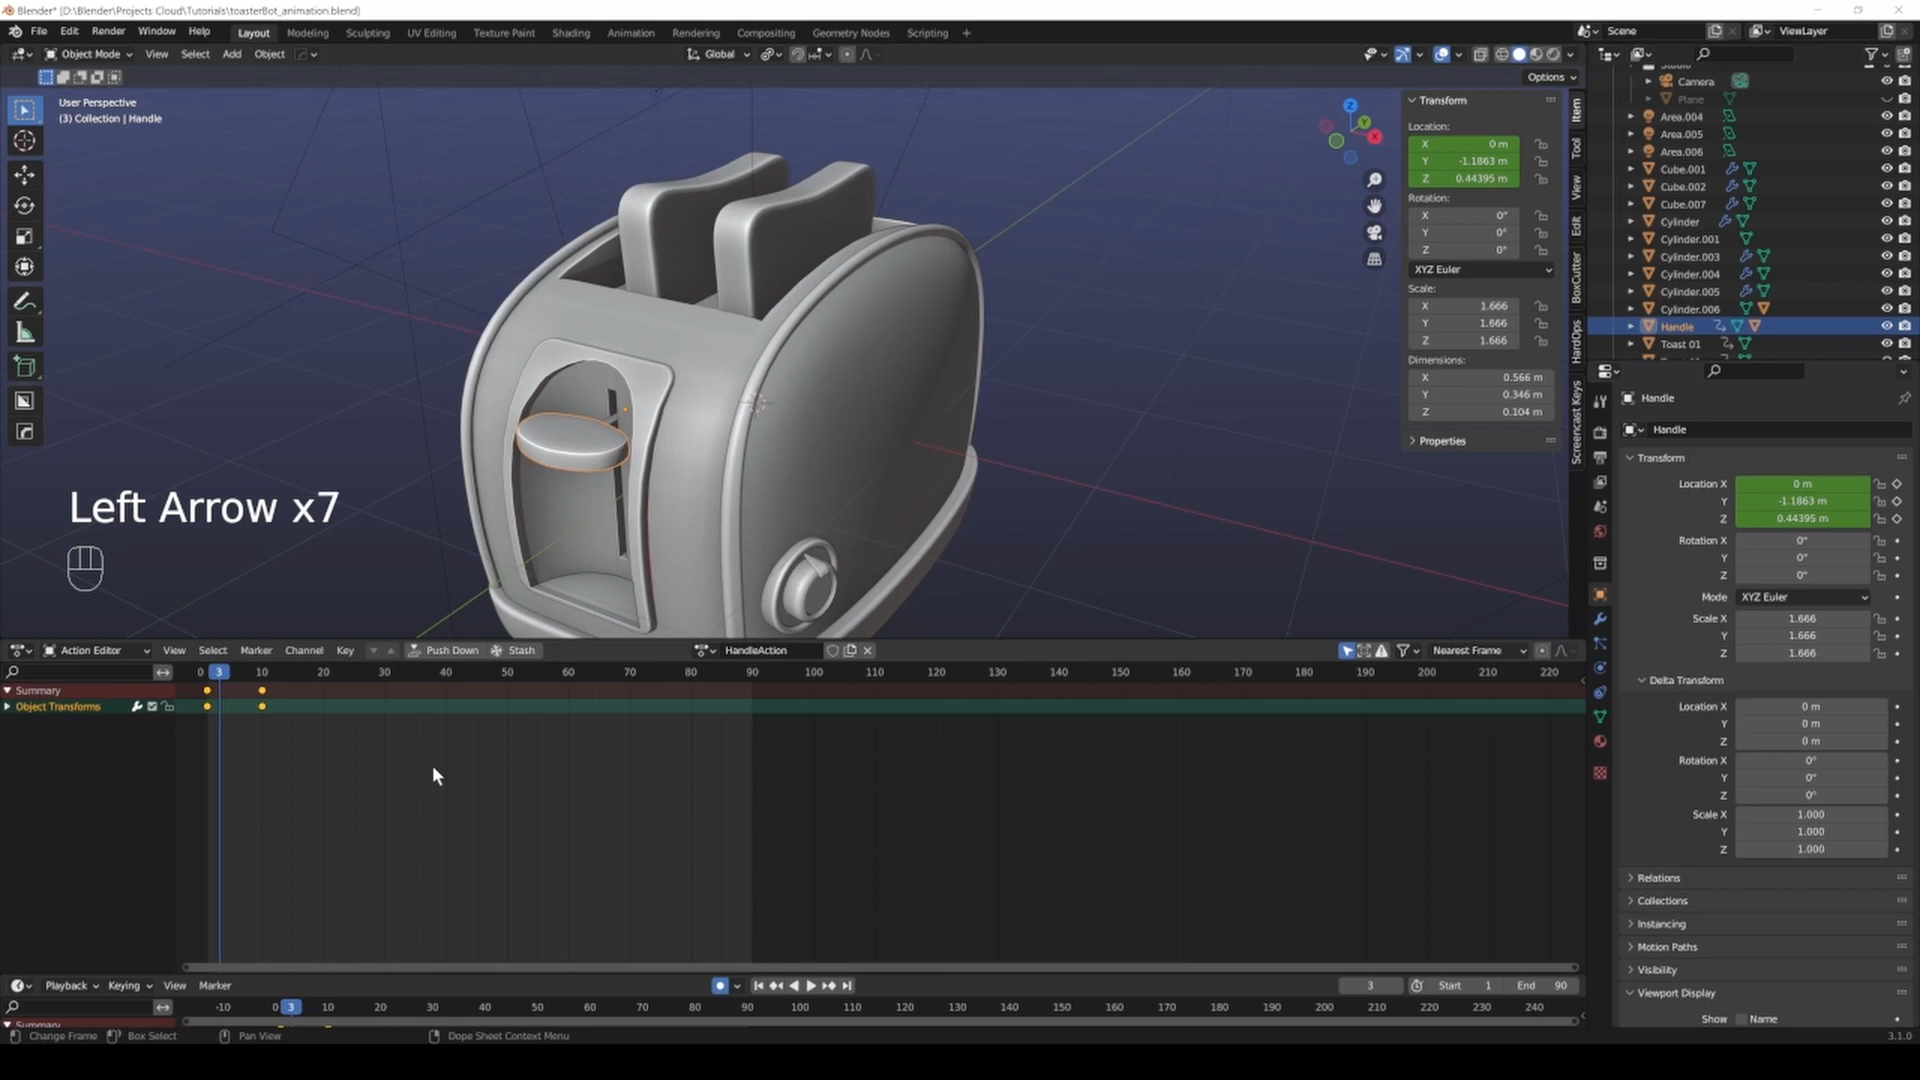 Blender* [D:\Blender\Projects Cloud\Tutorials\toasterBot_animation.blend]
File Edit Render Window Help Layout Modeling Sculpting UV Editing Texture Paint Shading Animation Rendering Compositing Geometry Nodes Scripting + Scene ViewLayer
Object Mode View Select Add Object Global
Options
User Perspective
(3) Collection | Handle
Z
Y
X
Transform
Location:
X 0 m
Y -1.1863 m
Z 0.44395 m
Rotation:
X 0°
Y 0°
Z 0°
XYZ Euler
Scale:
X 1.666
Y 1.666
Z 1.666
Dimensions:
X 0.566 m
Y 0.346 m
Z 0.104 m
Properties
Item
Tool
View
Edit
BoxCutter
HardOps
Screencast Keys
Camera
Plane
Area.004
Area.005
Area.006
Cube.001
Cube.002
Cube.007
Cylinder
Cylinder.001
Cylinder.003
Cylinder.004
Cylinder.005
Cylinder.006
Handle
Toast 01
Left Arrow x7
Handle
Handle
Transform
Location X 0 m
Y -1.1863 m
Z 0.44395 m
Rotation X 0°
Y 0°
Z 0°
Mode XYZ Euler
Scale X 1.666
Y 1.666
Z 1.666
Delta Transform
Location X 0 m
Y 0 m
Z 0 m
Rotation X 0°
Y 0°
Z 0°
Scale X 1.000
Y 1.000
Z 1.000
Relations
Collections
Instancing
Motion Paths
Visibility
Viewport Display
Show Name
Action Editor View Select Marker Channel Key Push Down Stash HandleAction Nearest Frame
0 3 10 20 30 40 50 60 70 80 90 100 110 120 130 140 150 160 170 180 190 200 210 220
Summary
Object Transforms
Playback Keying View Marker 3 Start 1 End 90
-10 0 3 10 20 30 40 50 60 70 80 90 100 110 120 130 140 150 160 170 180 190 200 210 220 230 240
Summary
Change Frame Box Select Pan View Dope Sheet Context Menu 3.1.0